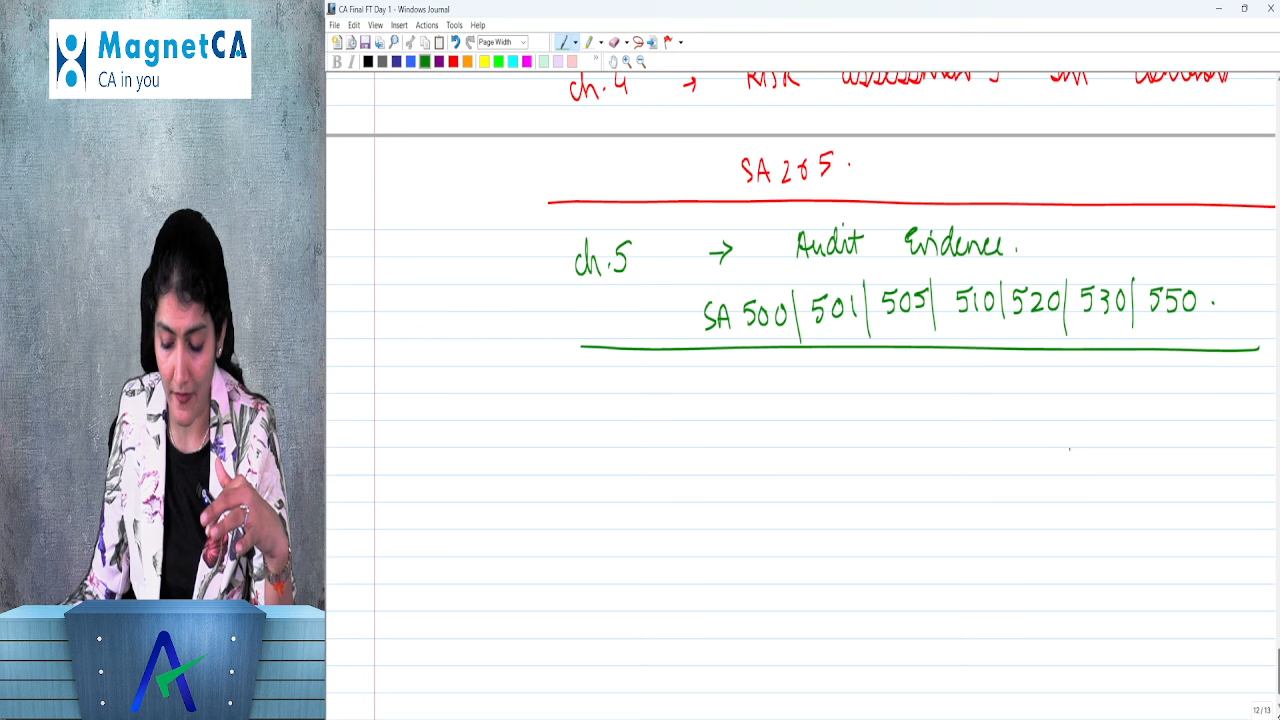 MagnetCA
CA in you
CA Final FT Day 1 - Windows Journal
File Edit View Insert Actions Tools Help
Page Width
B I
ch. 4 → Risk assessment
SA 265.
ch.5 → Audit Evidence.
SA 500| 501| 505| 510| 520| 530| 550.
12 / 13